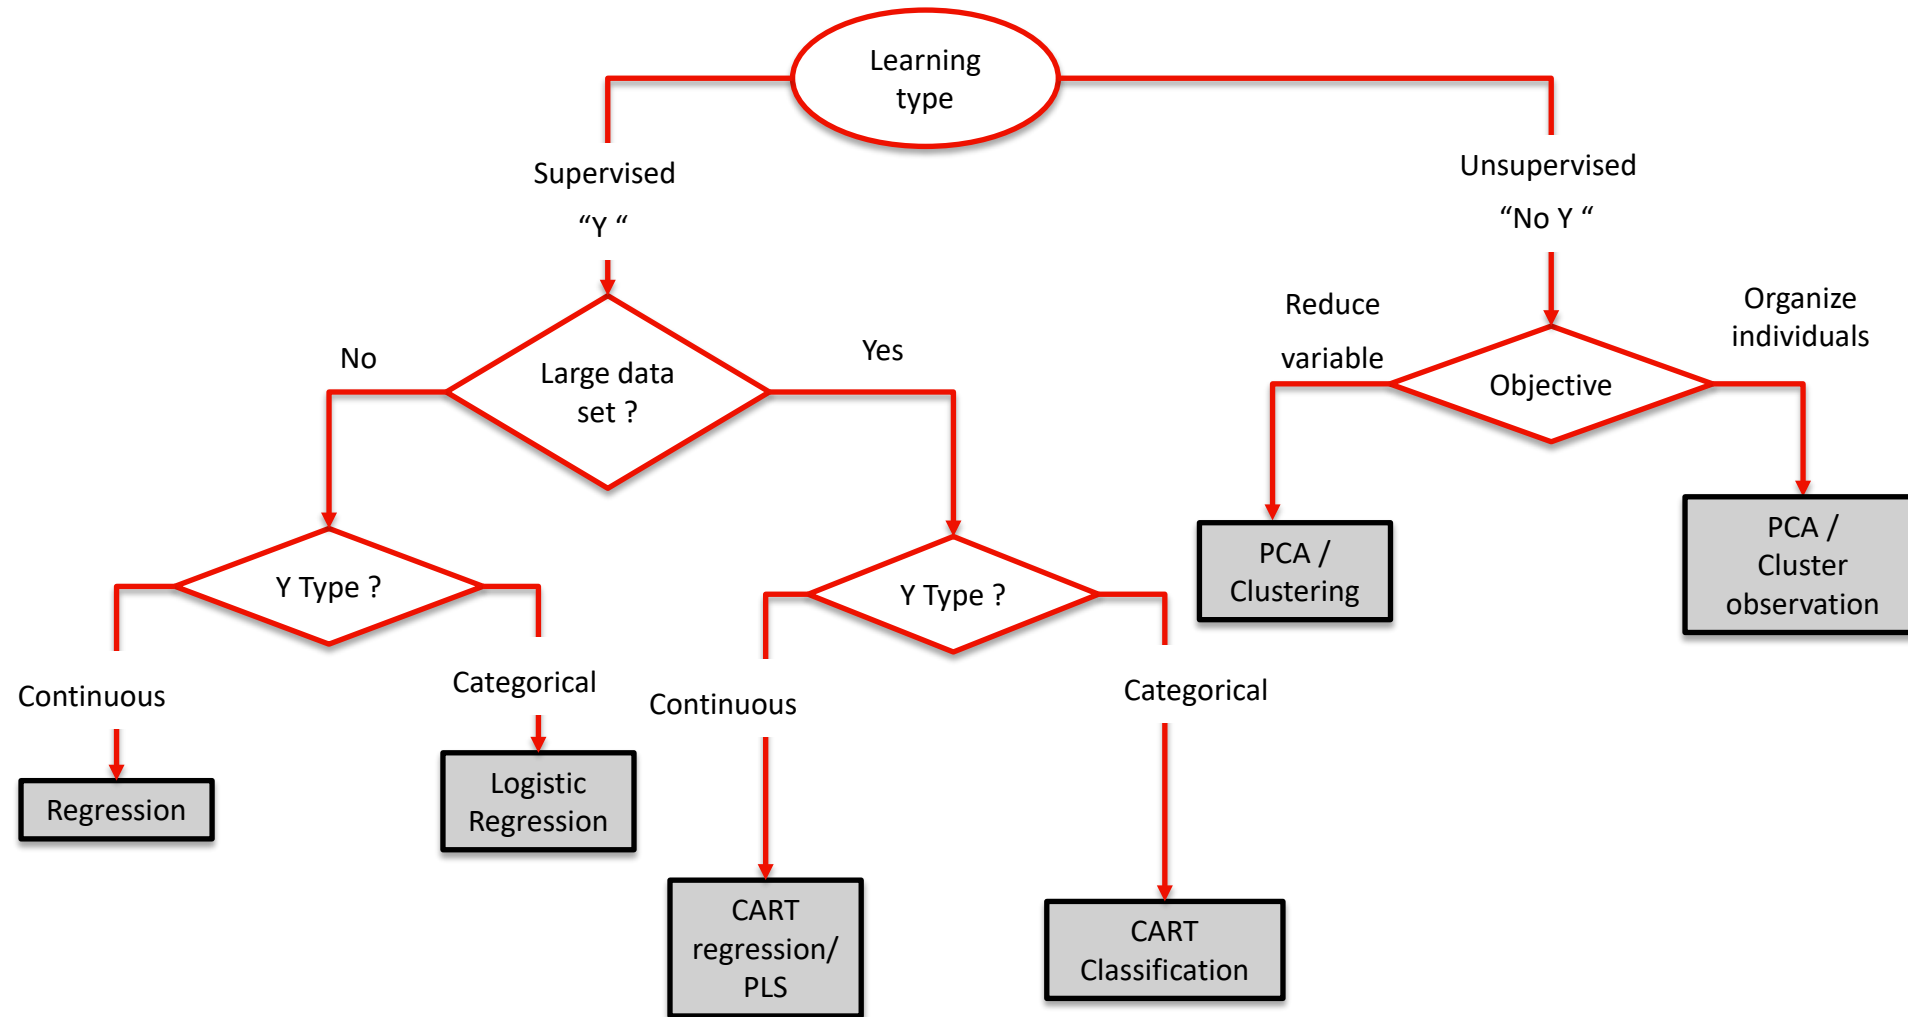 Learning
type
Supervised
“Y “
Unsupervised
“No Y “
Reduce
variable
Organize
individuals
No
Yes
Large data
set ?
Objective
Y Type ?
Y Type ?
PCA /
Clustering
PCA /
Cluster
observation
Continuous
Categorical
Continuous
Categorical
Regression
Logistic
Regression
CART
regression/
PLS
CART
Classification